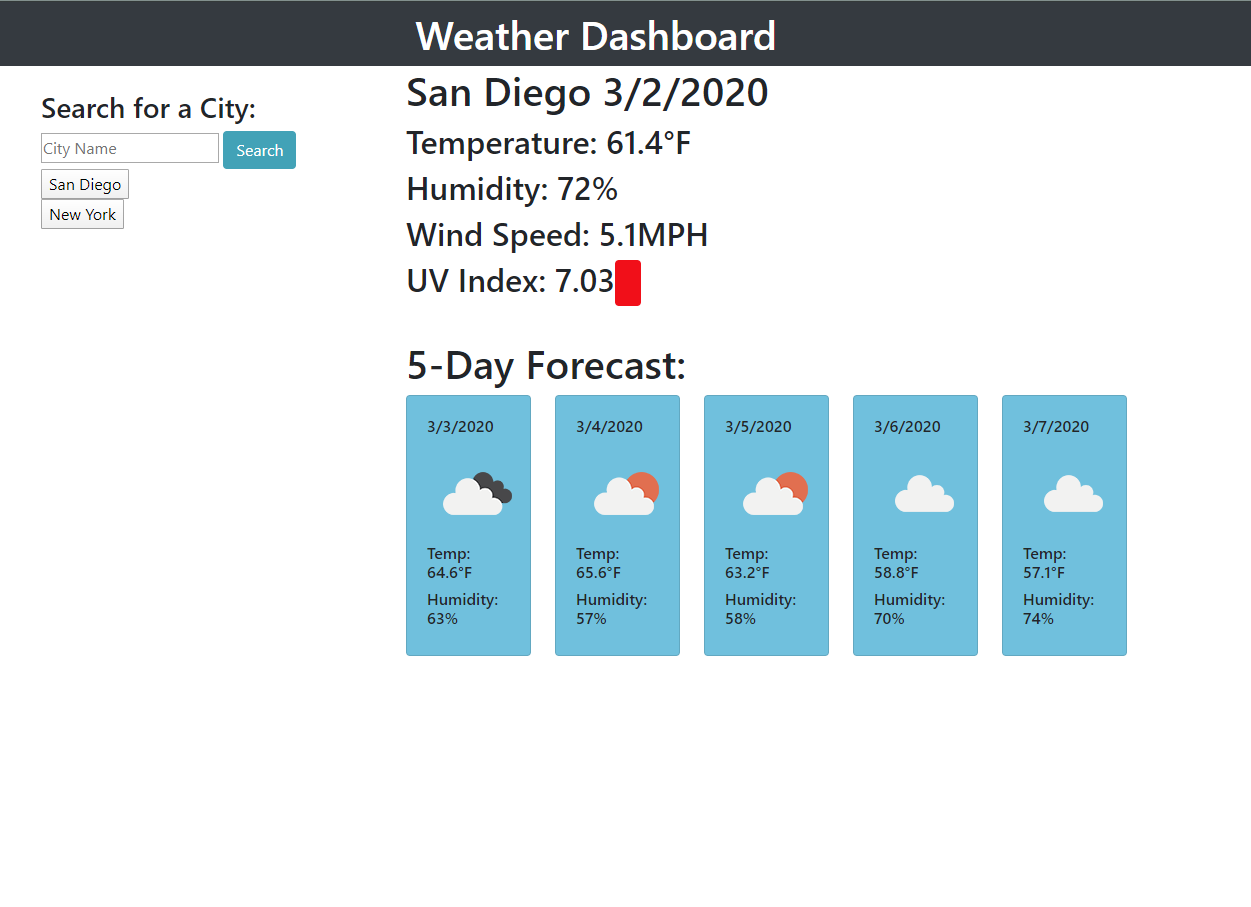 Weather Dashboard
Search for a City:
City Name
Search
San Diego
New York
San Diego 3/2/2020
Temperature: 61.4°F
Humidity: 72%
Wind Speed: 5.1MPH
UV Index: 7.03
5-Day Forecast:
3/3/2020
Temp:
64.6°F
Humidity:
63%
3/4/2020
Temp:
65.6°F
Humidity:
57%
3/5/2020
Temp:
63.2°F
Humidity:
58%
3/6/2020
Temp:
58.8°F
Humidity:
70%
3/7/2020
Temp:
57.1°F
Humidity:
74%